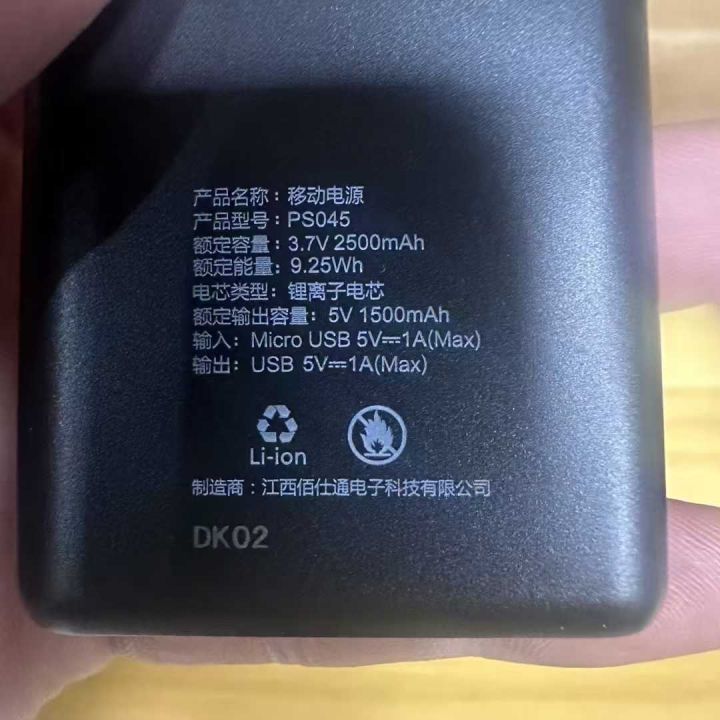 产品名称：移动电源
产品型号：PS045
额定容量：3.7V 2500mAh
额定能量：9.25Wh
电芯类型：锂离子电芯
额定输出容量：5V 1500mAh
输入：Micro USB 5V⎓1A(Max)
输出：USB 5V⎓1A(Max)
Li-ion
制造商：江西佰仕通电子科技有限公司
DK02